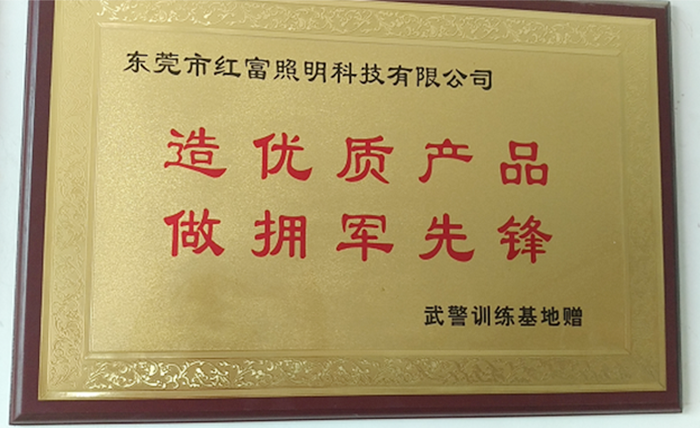 东莞市红富照明科技有限公司
造优质产品
做拥军先锋
武警训练基地赠